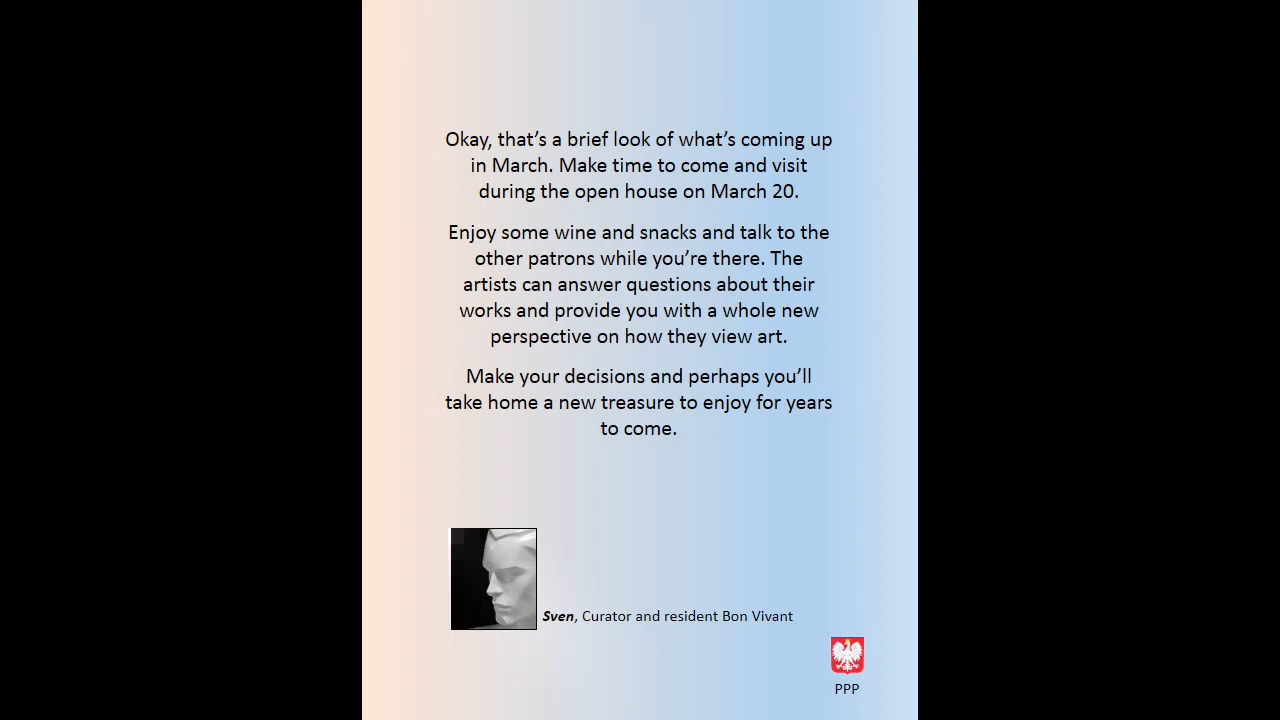 Okay, that’s a brief look of what’s coming up
in March. Make time to come and visit
during the open house on March 20.
Enjoy some wine and snacks and talk to the
other patrons while you’re there. The
artists can answer questions about their
works and provide you with a whole new
perspective on how they view art.
Make your decisions and perhaps you’ll
take home a new treasure to enjoy for years
to come.
Sven, Curator and resident Bon Vivant
PPP